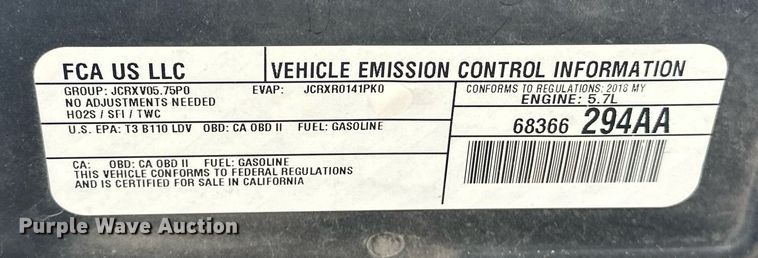 FCA US LLC
VEHICLE EMISSION CONTROL INFORMATION
GROUP: JCRXV05.75P0 EVAP: JCRXR0141PK0
NO ADJUSTMENTS NEEDED
HO2S / SFI / TWC
CONFORMS TO REGULATIONS: 2018 MY
ENGINE: 5.7L
U.S. EPA: T3 B110 LDV OBD: CA OBD II FUEL: GASOLINE
68366 294AA
CA: OBD: CA OBD II FUEL: GASOLINE
THIS VEHICLE CONFORMS TO FEDERAL REGULATIONS
AND IS CERTIFIED FOR SALE IN CALIFORNIA
Purple Wave Auction